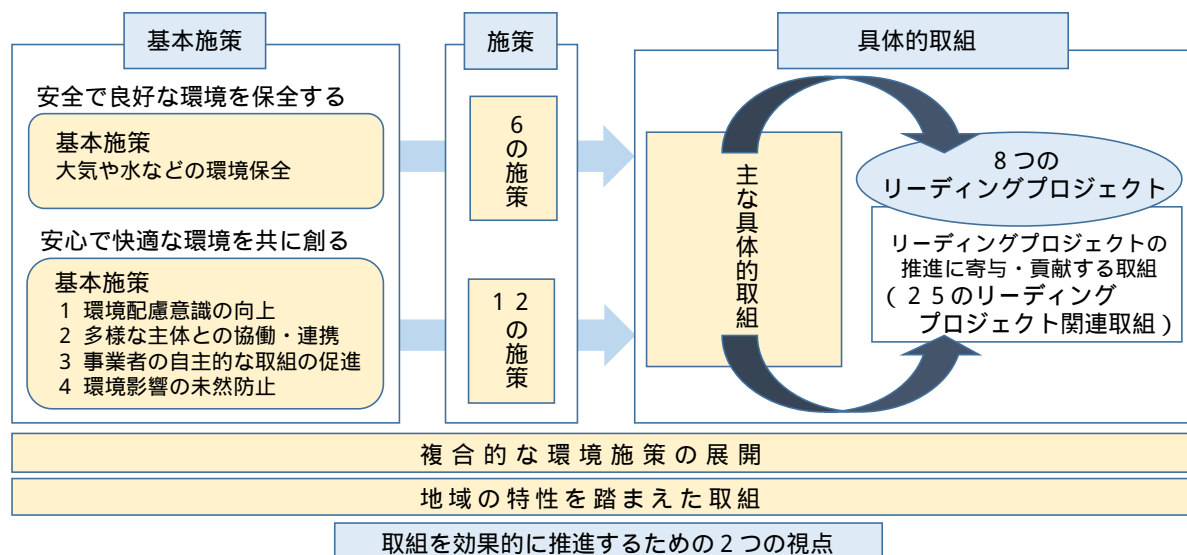 基本施策
施策
具体的取組
安全で良好な環境を保全する
基本施策
大気や水などの環境保全
安心で快適な環境を共に創る
基本施策
1 環境配慮意識の向上
2 多様な主体との協働・連携
3 事業者の自主的な取組の促進
4 環境影響の未然防止
6の施策
12の施策
主な具体的取組
8つの
リーディングプロジェクト
リーディングプロジェクトの
推進に寄与・貢献する取組
(25のリーディング
プロジェクト関連取組)
複合的な環境施策の展開
地域の特性を踏まえた取組
取組を効果的に推進するための2つの視点